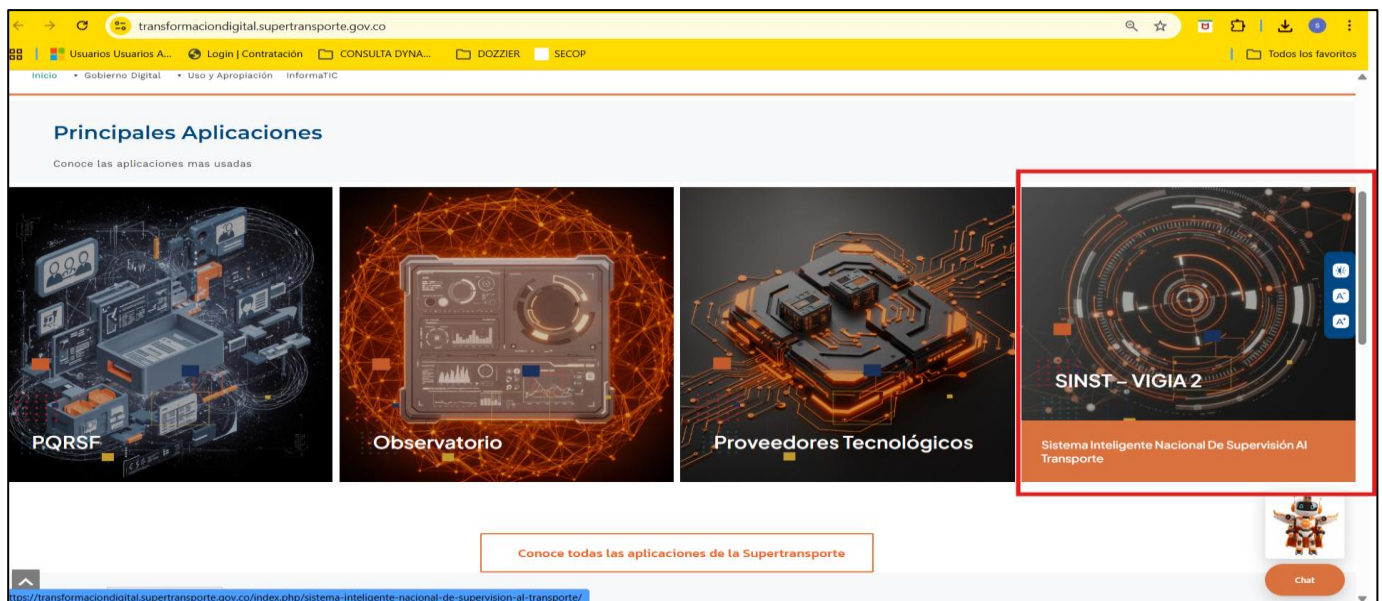 transformaciondigital.supertransporte.gov.co
Usuarios Usuarios A... Login | Contratación CONSULTA DYNA... DOZZIER SECOP Todos los favoritos
Inicio • Gobierno Digital • Uso y Apropiación InformaTIC
Principales Aplicaciones
Conoce las aplicaciones mas usadas
PQRSF
Observatorio
Proveedores Tecnológicos
SINST – VIGIA 2
Sistema Inteligente Nacional De Supervisión Al
Transporte
Conoce todas las aplicaciones de la Supertransporte
Chat
ttps://transformaciondigital.supertransporte.gov.co/index.php/sistema-inteligente-nacional-de-supervision-al-transporte/